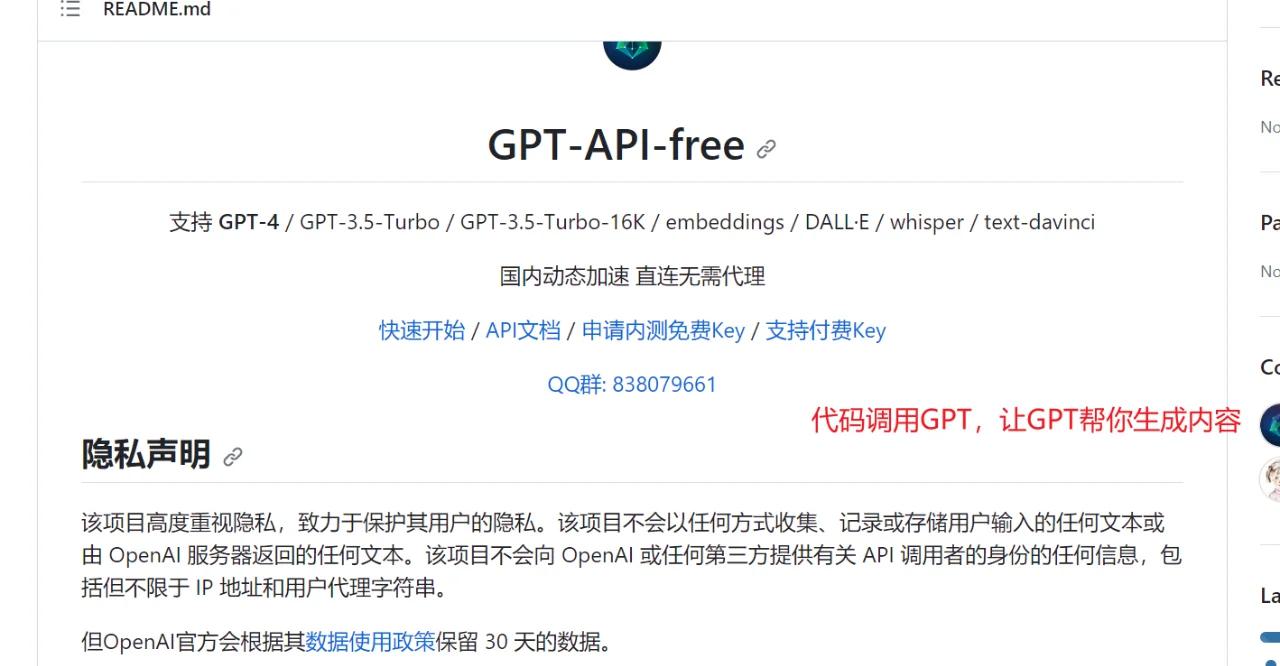 README.md
GPT-API-free
支持 GPT-4 / GPT-3.5-Turbo / GPT-3.5-Turbo-16K / embeddings / DALL·E / whisper / text-davinci
国内动态加速 直连无需代理
快速开始 / API文档 / 申请内测免费Key / 支持付费Key
QQ群: 838079661
代码调用GPT，让GPT帮你生成内容
隐私声明
该项目高度重视隐私，致力于保护其用户的隐私。该项目不会以任何方式收集、记录或存储用户输入的任何文本或
由 OpenAI 服务器返回的任何文本。该项目不会向 OpenAI 或任何第三方提供有关 API 调用者的身份的任何信息，包
括但不限于 IP 地址和用户代理字符串。
但OpenAI官方会根据其数据使用政策保留 30 天的数据。
Re
No
Pa
No
Co
La